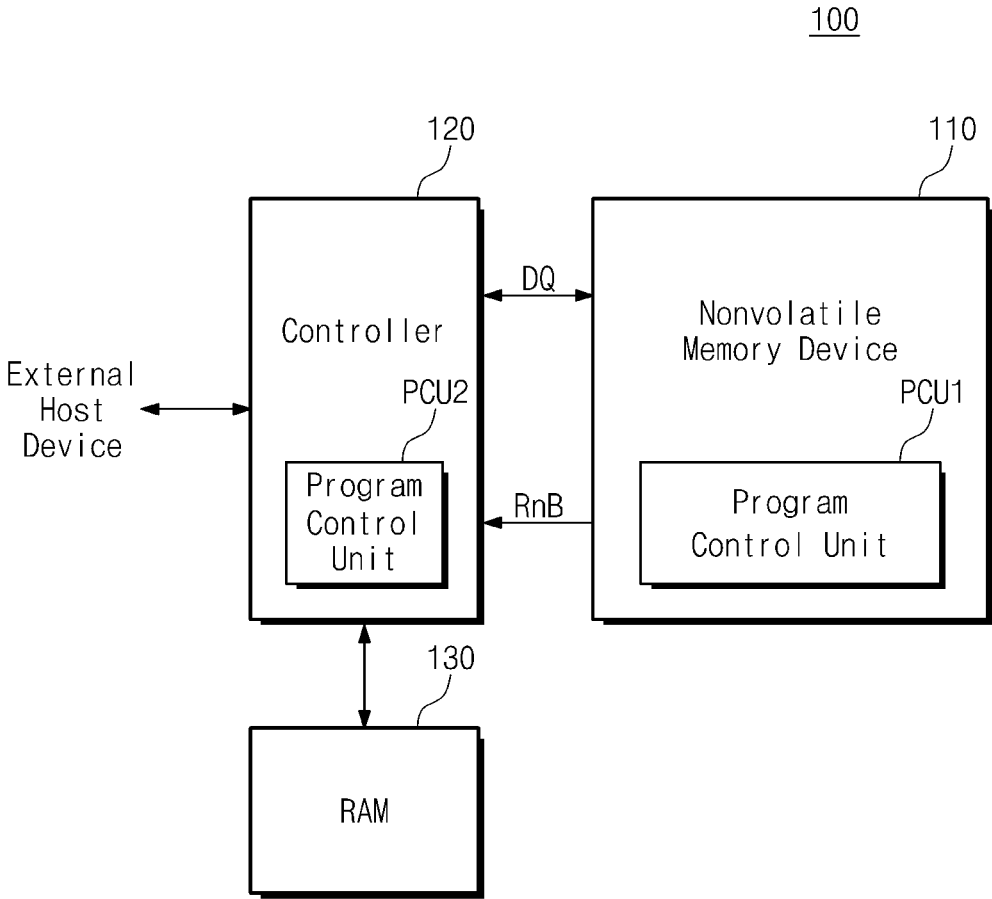 100
120
110
DQ
Controller
Nonvolatile
Memory Device
External
Host
Device
PCU2
PCU1
Program
Control
Unit
RnB
Program
Control Unit
130
RAM